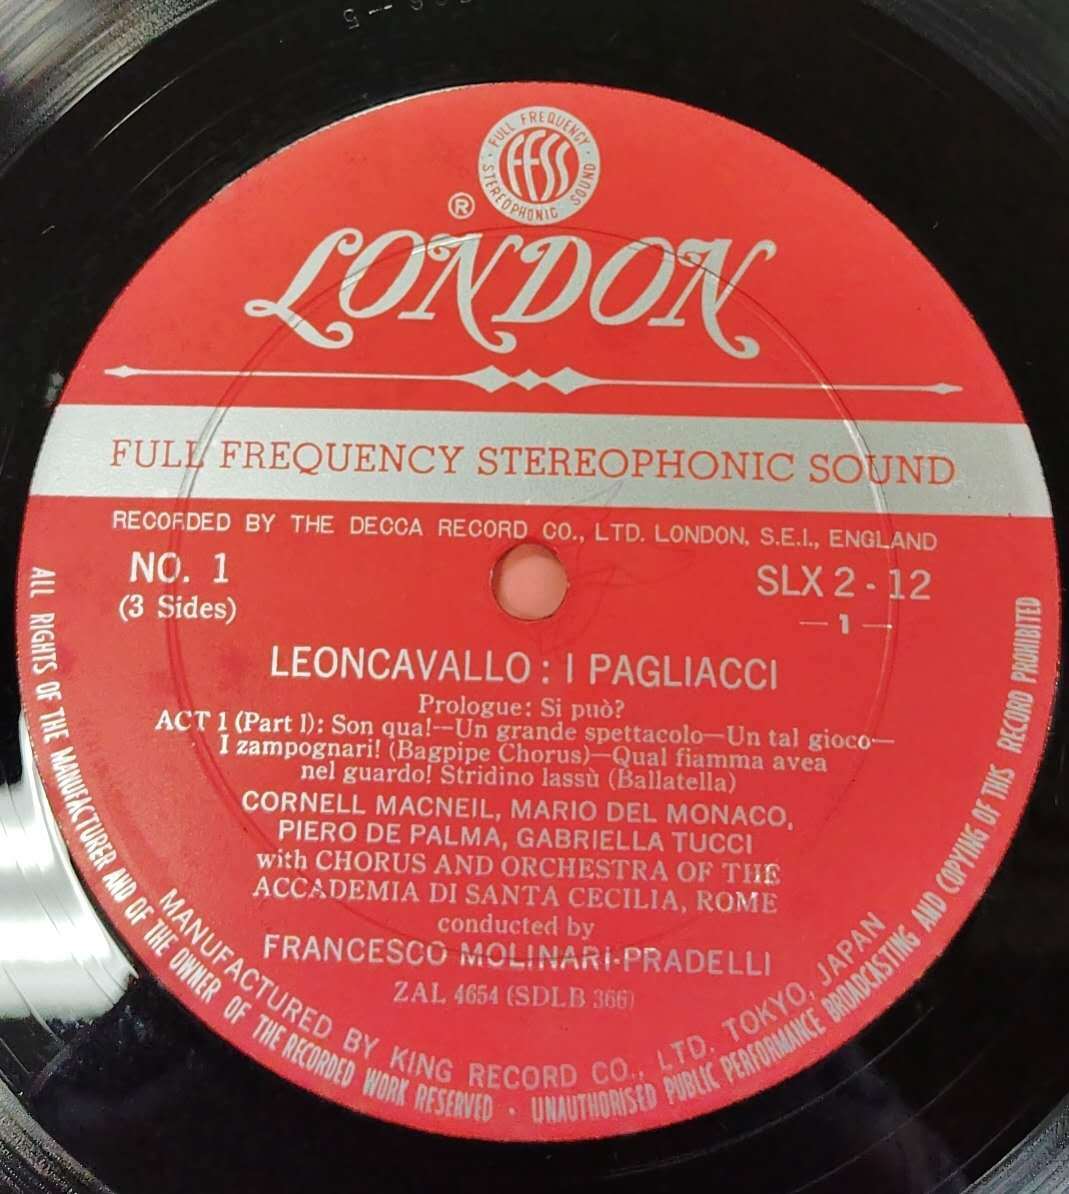 FULL FREQUENCY
FFSS
STEREOPHONIC SOUND
®
LONDON
FULL FREQUENCY STEREOPHONIC SOUND
RECORDED BY THE DECCA RECORD CO., LTD. LONDON, S.E.I., ENGLAND
NO. 1
(3 Sides)
SLX 2 - 12
— 1 —
LEONCAVALLO : I PAGLIACCI
Prologue: Si può?
ACT 1 (Part 1): Son qua!—Un grande spettacolo—Un tal gioco—
I zampognari! (Bagpipe Chorus)—Qual fiamma avea
nel guardo! Stridino lassù (Ballatella)
CORNELL MACNEIL, MARIO DEL MONACO,
PIERO DE PALMA, GABRIELLA TUCCI
with CHORUS AND ORCHESTRA OF THE
ACCADEMIA DI SANTA CECILIA, ROME
conducted by
FRANCESCO MOLINARI-PRADELLI
ZAL 4654 (SDLB 366)
MANUFACTURED BY KING RECORD CO., LTD. TOKYO, JAPAN
ALL RIGHTS OF THE MANUFACTURER AND OF THE OWNER OF THE RECORDED WORK RESERVED · UNAUTHORISED PUBLIC PERFORMANCE BROADCASTING AND COPYING OF THIS RECORD PROHIBITED